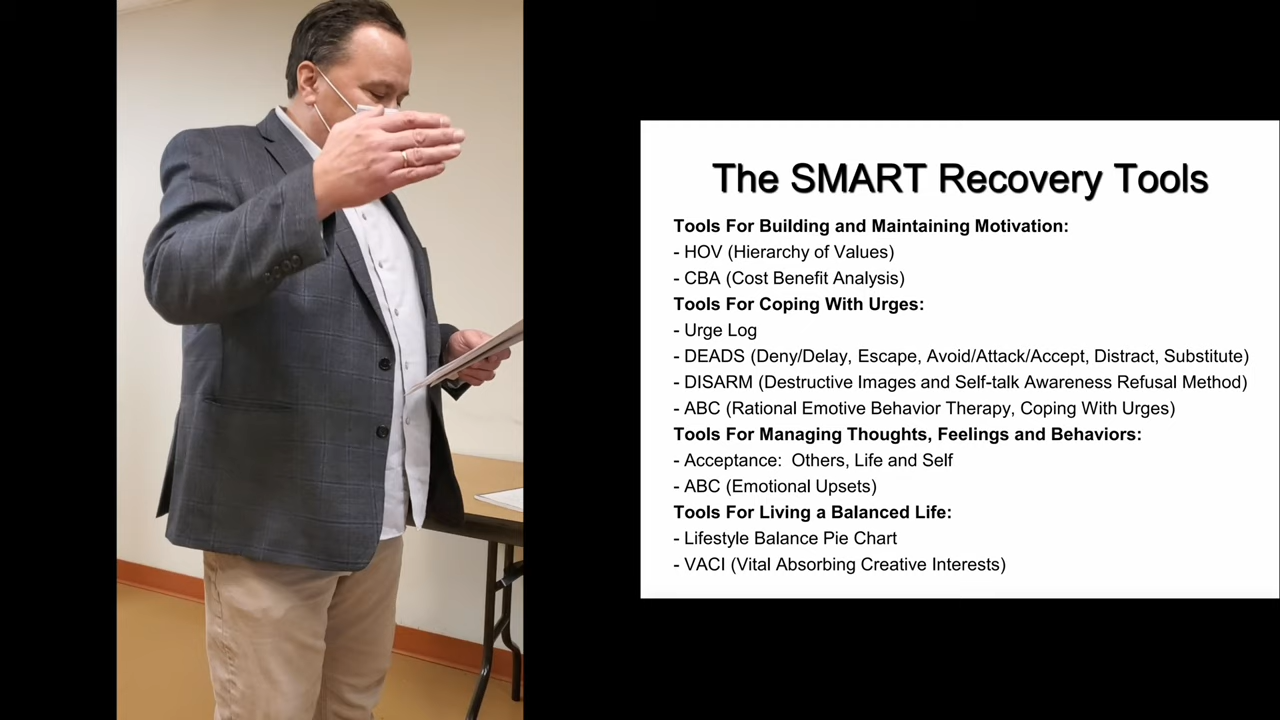 The SMART Recovery Tools
Tools For Building and Maintaining Motivation:
- HOV (Hierarchy of Values)
- CBA (Cost Benefit Analysis)
Tools For Coping With Urges:
- Urge Log
- DEADS (Deny/Delay, Escape, Avoid/Attack/Accept, Distract, Substitute)
- DISARM (Destructive Images and Self-talk Awareness Refusal Method)
- ABC (Rational Emotive Behavior Therapy, Coping With Urges)
Tools For Managing Thoughts, Feelings and Behaviors:
- Acceptance:  Others, Life and Self
- ABC (Emotional Upsets)
Tools For Living a Balanced Life:
- Lifestyle Balance Pie Chart
- VACI (Vital Absorbing Creative Interests)